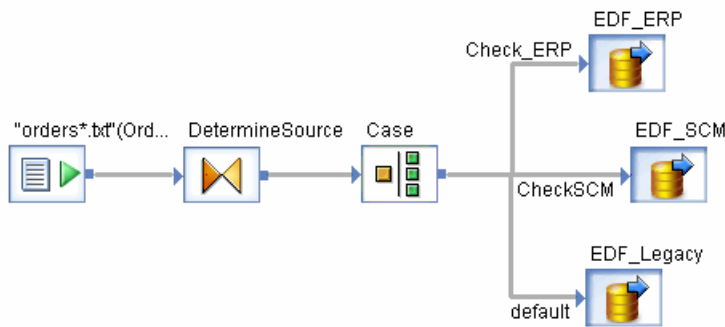 EDF_ERP
Check_ERP
"orders*.txt"(Ord...
DetermineSource
Case
EDF_SCM
CheckSCM
EDF_Legacy
default